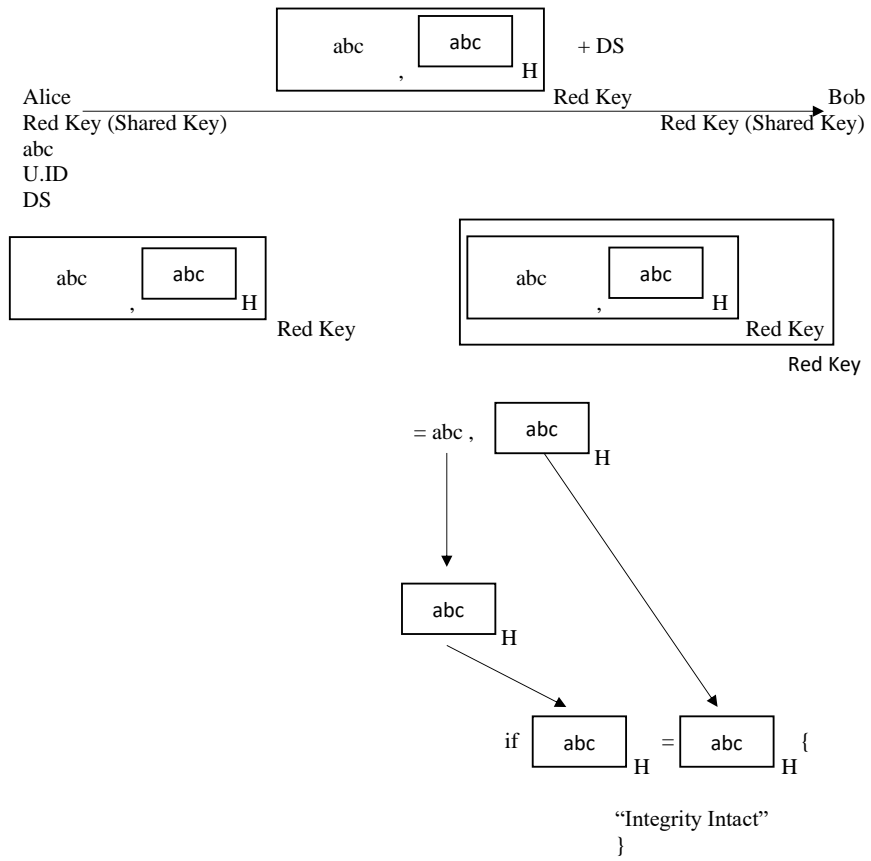 abc , abc H + DS
Red Key
Alice Bob
Red Key (Shared Key) Red Key (Shared Key)
abc
U.ID
DS
abc , abc H abc , abc H
Red Key Red Key
Red Key
= abc , abc H
abc H
if abc H = abc H {
“Integrity Intact”
}